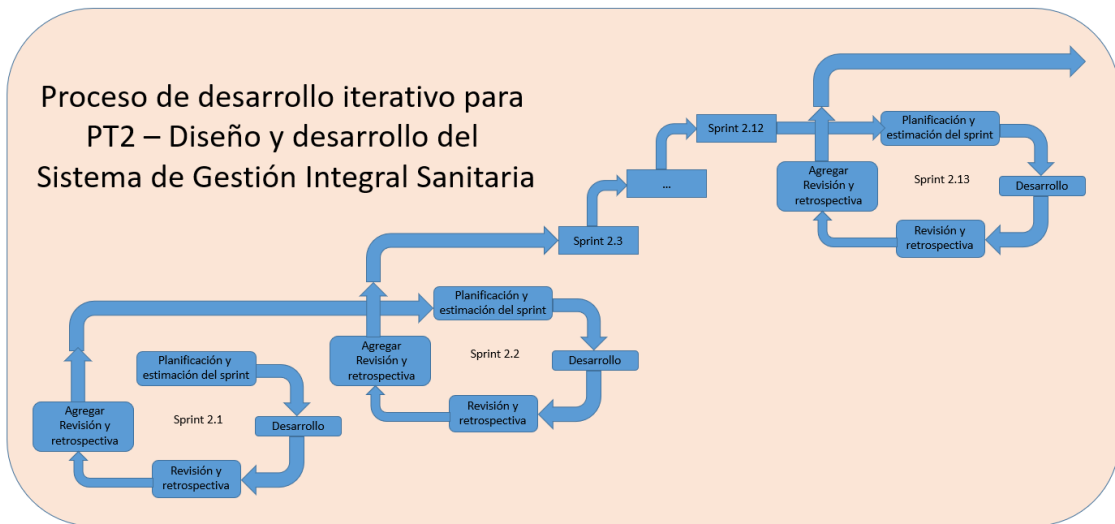 Proceso de desarrollo iterativo para
PT2 – Diseño y desarrollo del
Sistema de Gestión Integral Sanitaria
Planificación y
estimación del sprint
Sprint 2.1
Desarrollo
Revisión y
retrospectiva
Agregar
Revisión y
retrospectiva
Planificación y
estimación del sprint
Sprint 2.2
Desarrollo
Revisión y
retrospectiva
Agregar
Revisión y
retrospectiva
Sprint 2.3
...
Sprint 2.12
Planificación y
estimación del sprint
Sprint 2.13
Desarrollo
Revisión y
retrospectiva
Agregar
Revisión y
retrospectiva